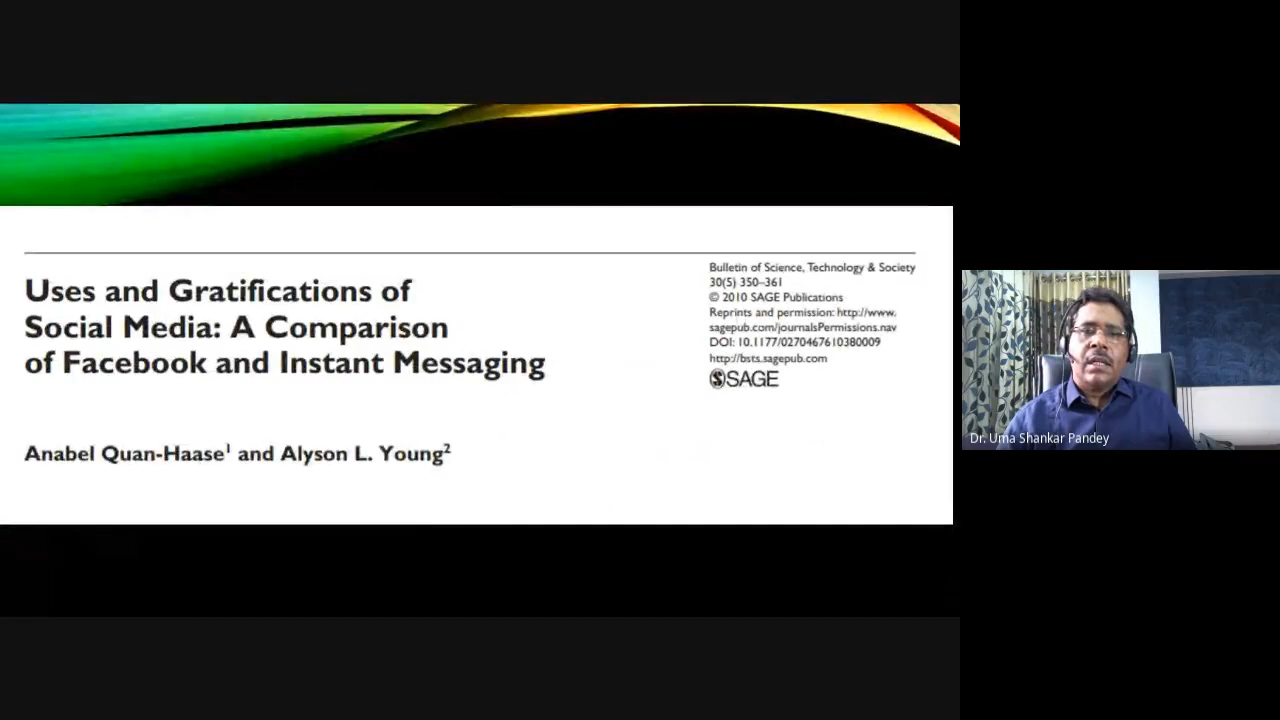 Uses and Gratifications of
Social Media: A Comparison
of Facebook and Instant Messaging
Anabel Quan-Haase1 and Alyson L. Young2
Bulletin of Science, Technology & Society
30(5) 350–361
© 2010 SAGE Publications
Reprints and permission: http://www.
sagepub.com/journalsPermissions.nav
DOI: 10.1177/0270467610380009
http://bsts.sagepub.com
SAGE
Dr. Uma Shankar Pandey